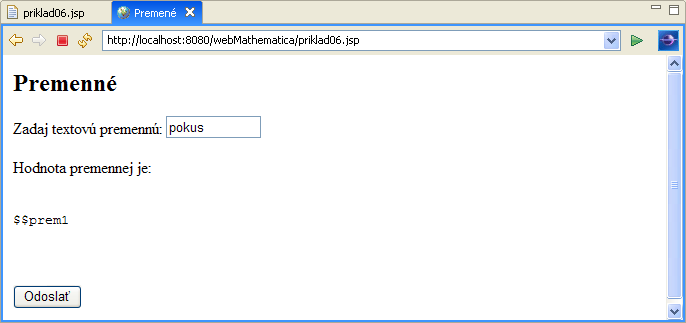 priklad06.jsp
Premené
http://localhost:8080/webMathematica/priklad06.jsp
Premenné
Zadaj textovú premennú: pokus
Hodnota premennej je:
$$prem1
Odoslať